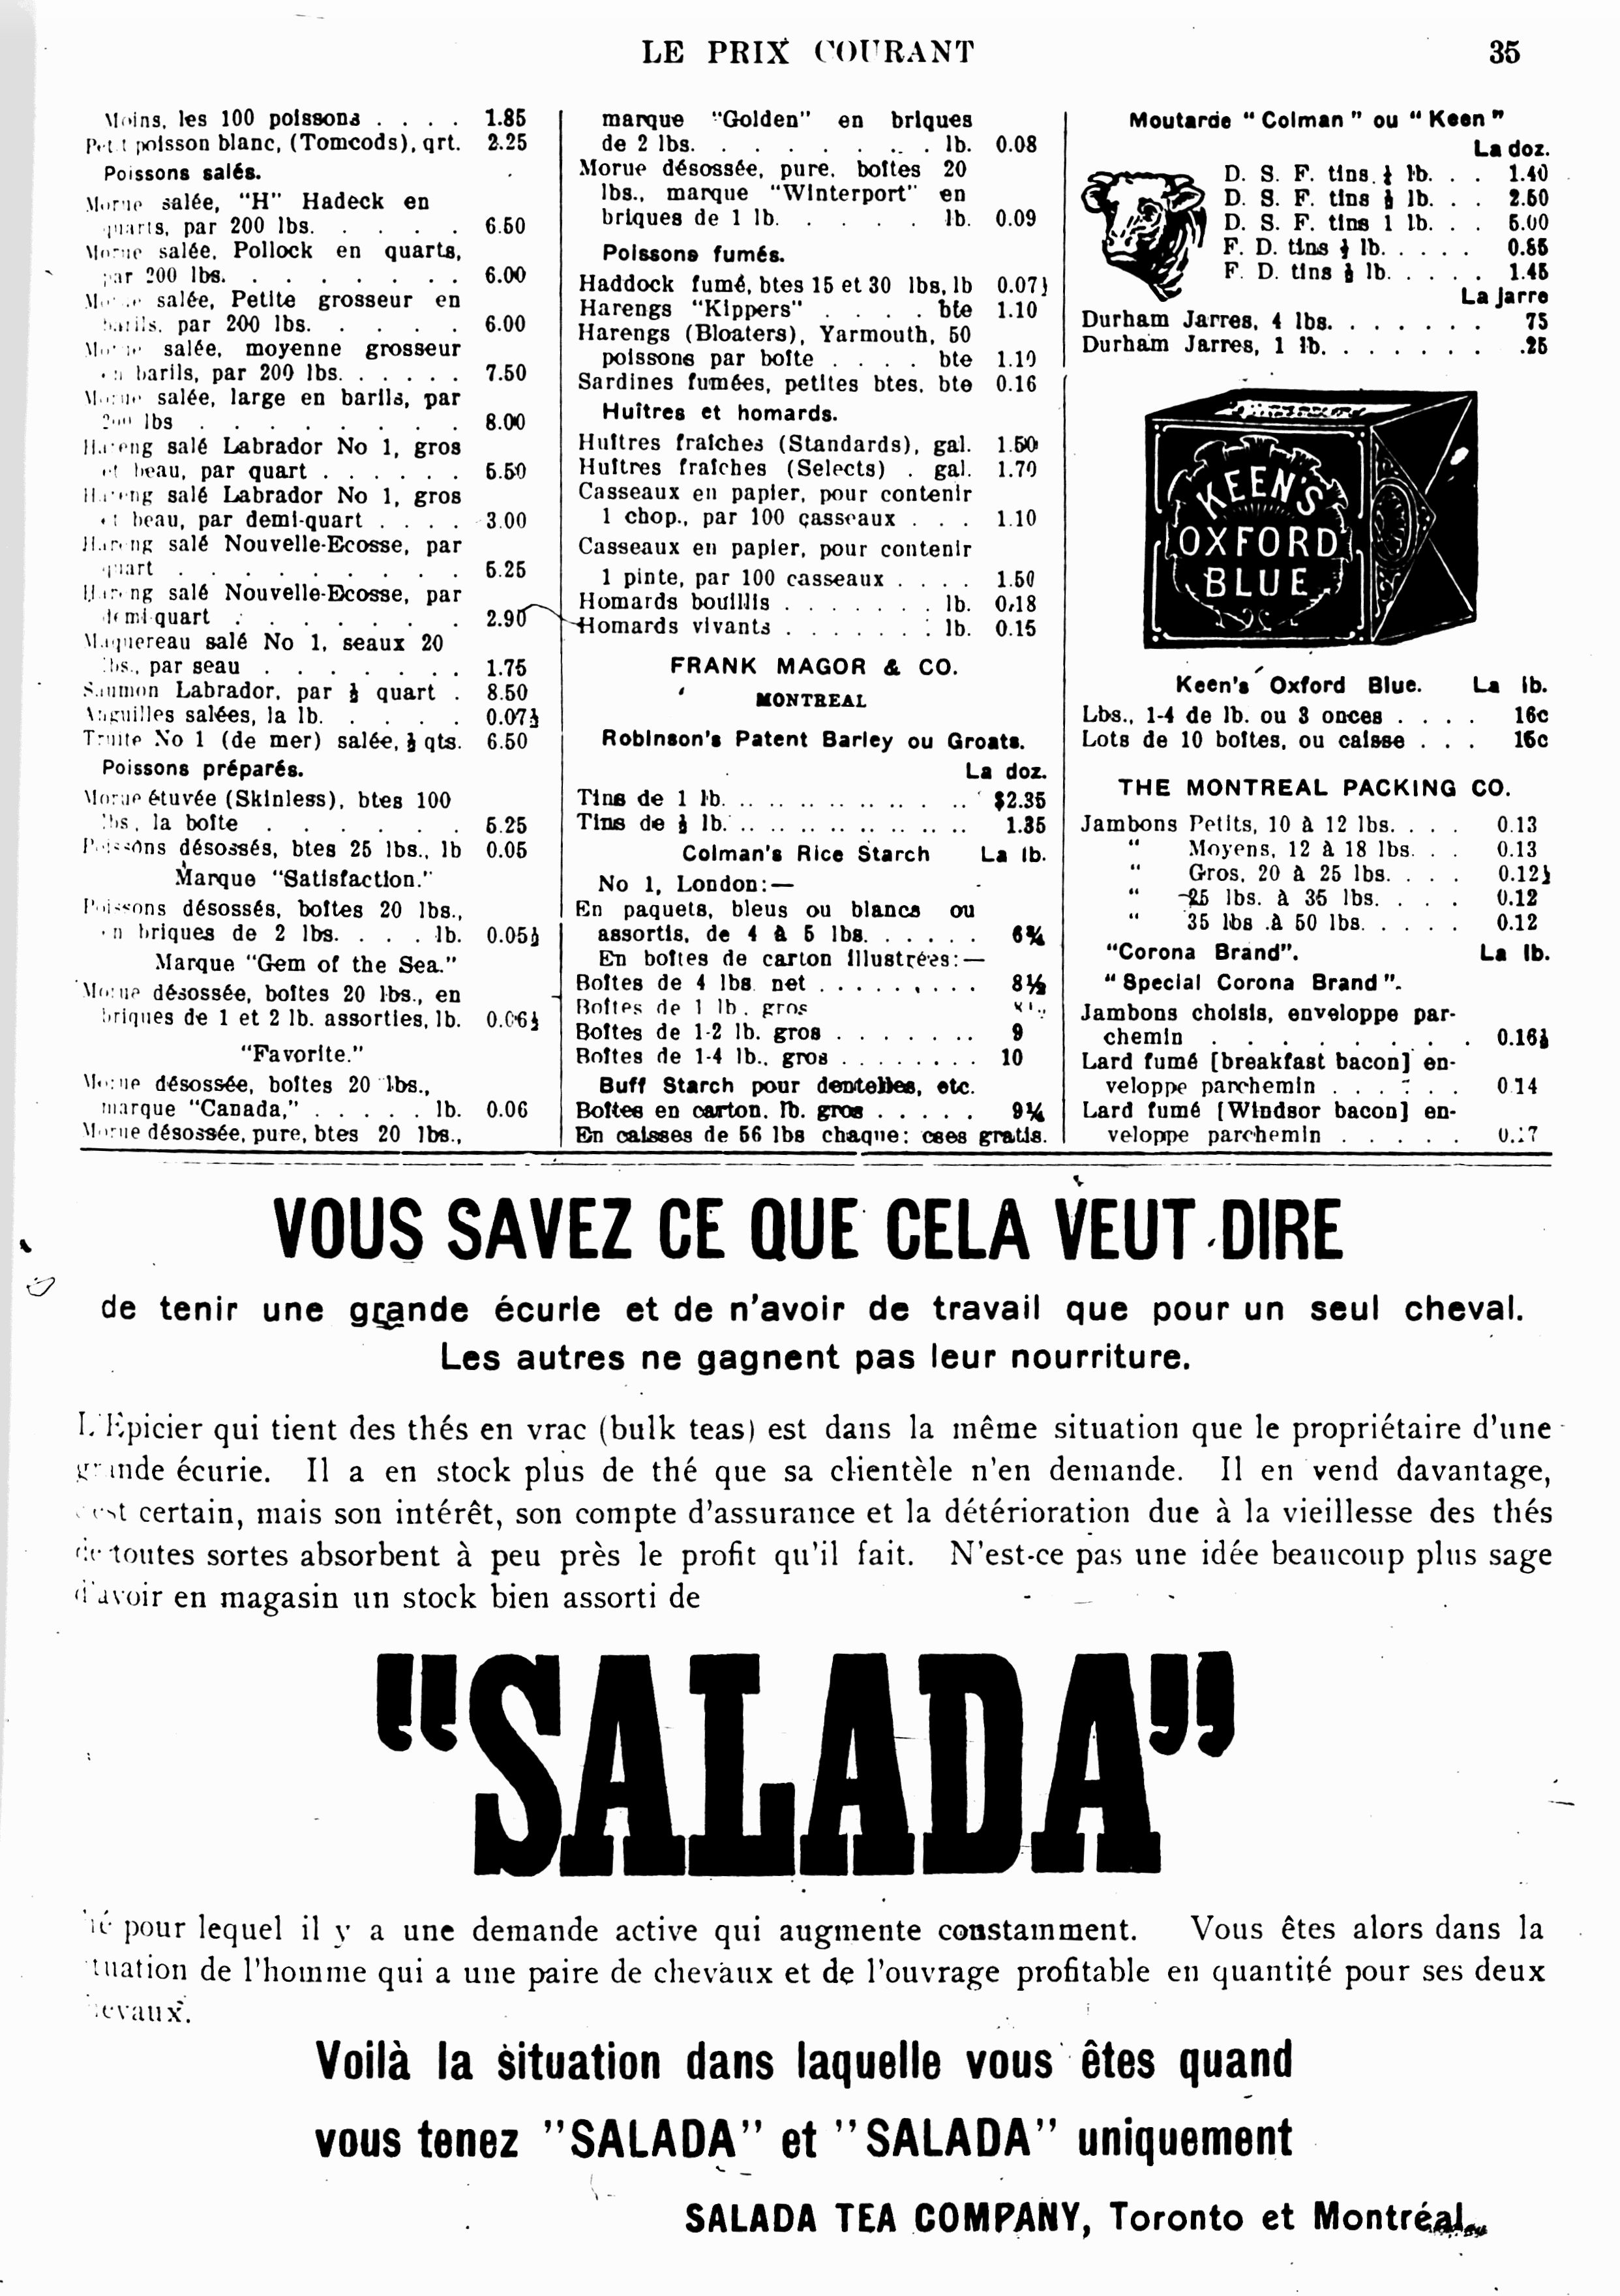 LE PRIX COURANT
35
Moins, les 100 poissons . . . . 1.85
Petit poisson blanc, (Tomcods), qrt. 2.25
Poissons salés.
Morue salée, "H" Hadeck en
quarts, par 200 lbs. . . . . 6.50
Morue salée, Pollock en quarts,
par 200 lbs. . . . . . . . 6.00
Morue salée, Petite grosseur en
barils, par 200 lbs. . . . . 6.00
Morue salée, moyenne grosseur
en barils, par 200 lbs. . . . . . 7.50
Morue salée, large en barils, par
200 lbs . . . . . . . . 8.00
Hareng salé Labrador No 1, gros
et beau, par quart . . . . . . 5.50
Hareng salé Labrador No 1, gros
et beau, par demi-quart . . . . 3.00
Hareng salé Nouvelle-Ecosse, par
quart . . . . . . . . . 5.25
Hareng salé Nouvelle-Ecosse, par
demi-quart . . . . . . . 2.90
Maquereau salé No 1, seaux 20
lbs., par seau . . . . . . . 1.75
Saumon Labrador, par ½ quart . 8.50
Anguilles salées, la lb. . . . . 0.07½
Truite No 1 (de mer) salée, ½ qts. 6.50
Poissons préparés.
Morue étuvée (Skinless), btes 100
lbs, la boîte . . . . . . 5.25
Poissons désossés, btes 25 lbs., lb 0.05
Marque "Satisfaction."
Poissons désossés, boîtes 20 lbs.,
en briques de 2 lbs. . . . lb. 0.05½
Marque "Gem of the Sea."
Morue désossée, boîtes 20 lbs., en
briques de 1 et 2 lb. assorties, lb. 0.06½
"Favorite."
Morue désossée, boîtes 20 lbs.,
marque "Canada," . . . . . lb. 0.06
Morue désossée, pure, btes 20 lbs.,
marque "Golden" en briques
de 2 lbs. . . . . . . . . lb. 0.08
Morue désossée, pure, boîtes 20
lbs., marque "Winterport" en
briques de 1 lb. . . . . . lb. 0.09
Poissons fumés.
Haddock fumé, btes 15 et 30 lbs, lb 0.07½
Harengs "Kippers" . . . . bte 1.10
Harengs (Bloaters), Yarmouth, 50
poissons par boîte . . . . bte 1.10
Sardines fumées, petites btes, bte 0.16
Huîtres et homards.
Huîtres fraîches (Standards), gal. 1.50
Huîtres fraîches (Selects) . gal. 1.70
Casseaux en papier, pour contenir
1 chop., par 100 casseaux . . . 1.10
Casseaux en papier, pour contenir
1 pinte, par 100 casseaux . . . . 1.50
Homards bouillis . . . . . . . lb. 0.18
Homards vivants . . . . . . . lb. 0.15
FRANK MAGOR & CO.
MONTREAL
Robinson's Patent Barley ou Groats.
La doz.
Tins de 1 lb. .. .. .. .. .. .. .. $2.35
Tins de ½ lb. .. .. .. .. .. .. .. 1.35
Colman's Rice Starch La lb.
No 1, London:—
En paquets, bleus ou blancs ou
assortis, de 4 à 5 lbs. . . . . . 6¾
En boîtes de carton illustrées:—
Boîtes de 4 lbs net . . . . . . . . . 8½
Boîtes de 1 lb. gros
Boîtes de 1-2 lb. gros . . . . . . . 9
Boîtes de 1-4 lb., gros . . . . . . . . 10
Buff Starch pour dentelles, etc.
Boîtes en carton, lb. gros . . . . . 9¼
En caisses de 56 lbs chaque: cses gratis.
Moutarde "Colman" ou "Keen"
La doz.
D. S. F. tins ¼ lb. . . 1.40
D. S. F. tins ½ lb. . . 2.50
D. S. F. tins 1 lb. . . 5.00
F. D. tins ¼ lb. . . . . 0.85
F. D. tins ½ lb. . . . . 1.45
La Jarre
Durham Jarres, 4 lbs. . . . . . . 75
Durham Jarres, 1 lb. . . . . . . .25
KEEN'S
OXFORD
BLUE
Keen's Oxford Blue. La lb.
Lbs., 1-4 de lb. ou 3 onces . . . . 16c
Lots de 10 boîtes, ou caisse . . . 15c
THE MONTREAL PACKING CO.
Jambons Petits, 10 à 12 lbs. . . . 0.13
" Moyens, 12 à 18 lbs. . . 0.13
" Gros, 20 à 25 lbs. . . . 0.12½
" 25 lbs. à 35 lbs. . . . 0.12
" 35 lbs .à 50 lbs. . . . . 0.12
"Corona Brand". La lb.
"Special Corona Brand".
Jambons choisis, enveloppe par-
chemin . . . . . . . . 0.16½
Lard fumé [breakfast bacon] en-
veloppe parchemin . . . . . . 0 14
Lard fumé [Windsor bacon] en-
veloppe parchemin . . . . . 0.17
VOUS SAVEZ CE QUE CELA VEUT DIRE
de tenir une grande écurie et de n'avoir de travail que pour un seul cheval.
Les autres ne gagnent pas leur nourriture.
L'Epicier qui tient des thés en vrac (bulk teas) est dans la même situation que le propriétaire d'une
grande écurie. Il a en stock plus de thé que sa clientèle n'en demande. Il en vend davantage,
c'est certain, mais son intérêt, son compte d'assurance et la détérioration due à la vieillesse des thés
de toutes sortes absorbent à peu près le profit qu'il fait. N'est-ce pas une idée beaucoup plus sage
d'avoir en magasin un stock bien assorti de
"SALADA"
pour lequel il y a une demande active qui augmente constamment. Vous êtes alors dans la
tuation de l'homme qui a une paire de chevaux et de l'ouvrage profitable en quantité pour ses deux
hevaux.
Voilà la situation dans laquelle vous êtes quand
vous tenez "SALADA" et "SALADA" uniquement
SALADA TEA COMPANY, Toronto et Montréal,